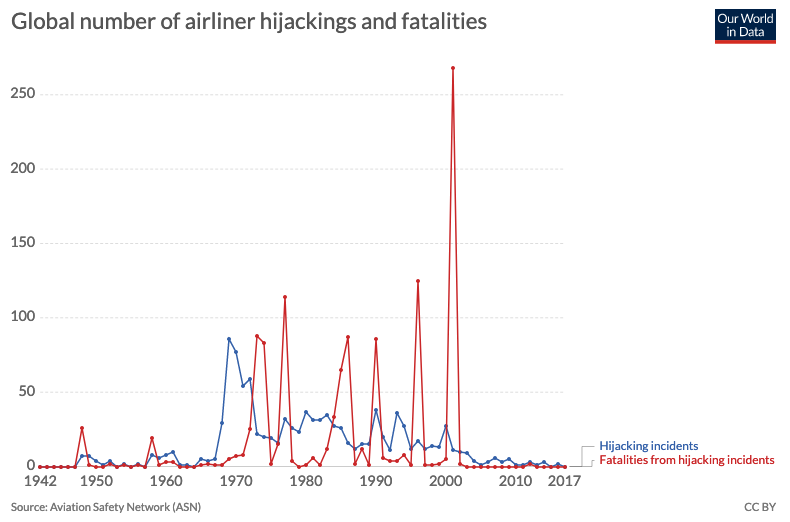 Global number of airliner hijackings and fatalities
Our World
in Data
250
200
150
100
50
0
1942 1950 1960 1970 1980 1990 2000 2010 2017
Hijacking incidents
Fatalities from hijacking incidents
Source: Aviation Safety Network (ASN)
CC BY